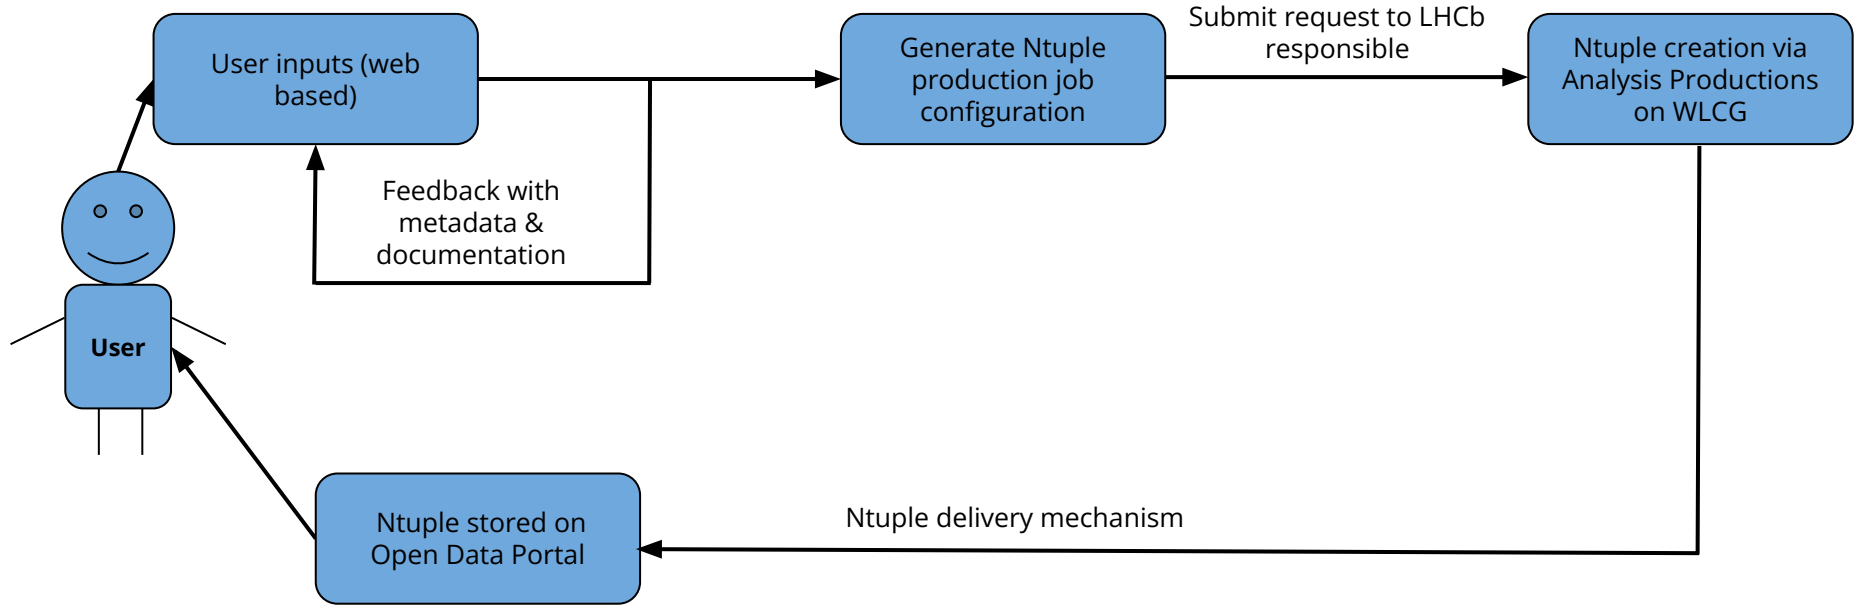 User inputs (web
based)
Generate Ntuple
production job
configuration
Submit request to LHCb
responsible
Ntuple creation via
Analysis Productions
on WLCG
Feedback with
metadata &
documentation
User
Ntuple stored on
Open Data Portal
Ntuple delivery mechanism